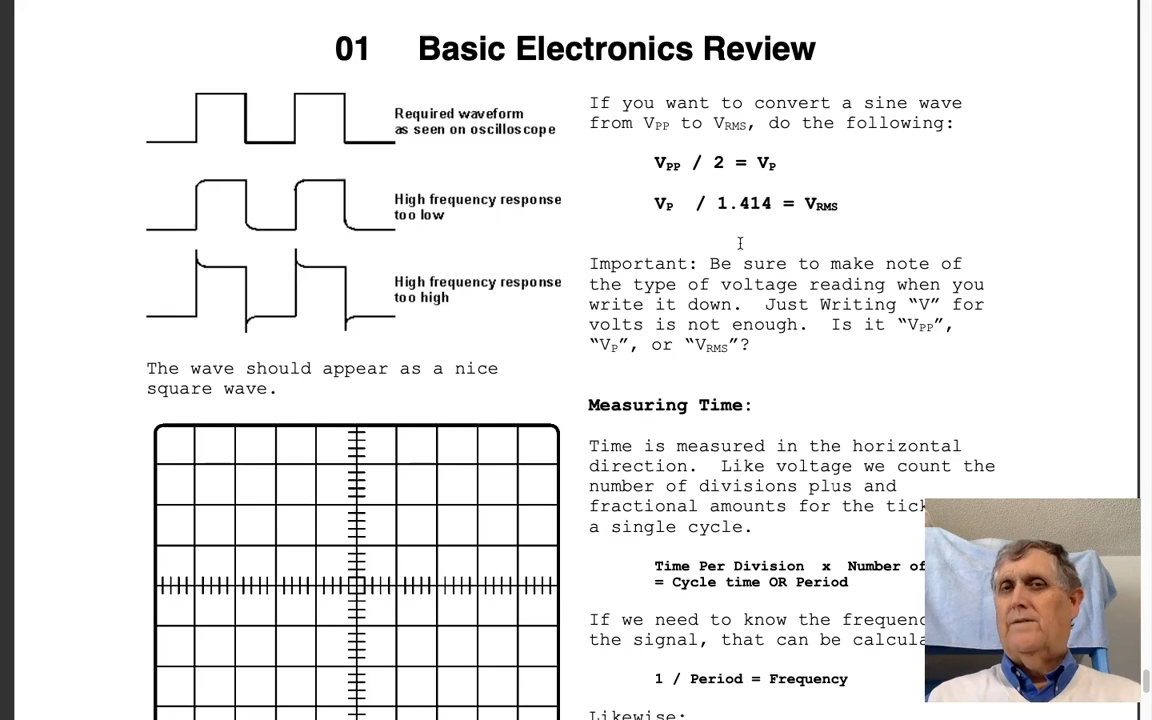 01 Basic Electronics Review
Required waveform
as seen on oscilloscope
High frequency response
too low
High frequency response
too high
The wave should appear as a nice
square wave.
If you want to convert a sine wave
from VPP to VRMS, do the following:
VPP / 2 = VP
VP / 1.414 = VRMS
Important: Be sure to make note of
the type of voltage reading when you
write it down. Just Writing “V” for
volts is not enough. Is it “VPP”,
“VP”, or “VRMS”?
Measuring Time:
Time is measured in the horizontal
direction. Like voltage we count the
number of divisions plus and
fractional amounts for the
a single cycle.
Time Per Division x Number of
= Cycle time OR Period
If we need to know the
the signal, that can be
1 / Period = Frequency
Likewise: